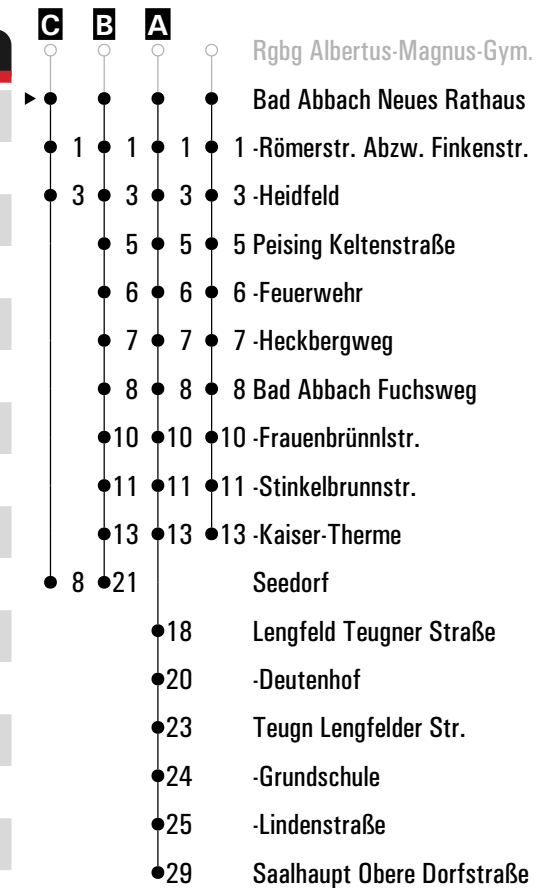 C B A
Rgbg Albertus-Magnus-Gym.
Bad Abbach Neues Rathaus
1 1 1 1 -Römerstr. Abzw. Finkenstr.
3 3 3 3 -Heidfeld
5 5 5 Peising Keltenstraße
6 6 6 -Feuerwehr
7 7 7 -Heckbergweg
8 8 8 Bad Abbach Fuchsweg
10 10 10 -Frauenbrünnlstr.
11 11 11 -Stinkelbrunnstr.
13 13 13 -Kaiser-Therme
8 21 Seedorf
18 Lengfeld Teugner Straße
20 -Deutenhof
23 Teugn Lengfelder Str.
24 -Grundschule
25 -Lindenstraße
29 Saalhaupt Obere Dorfstraße